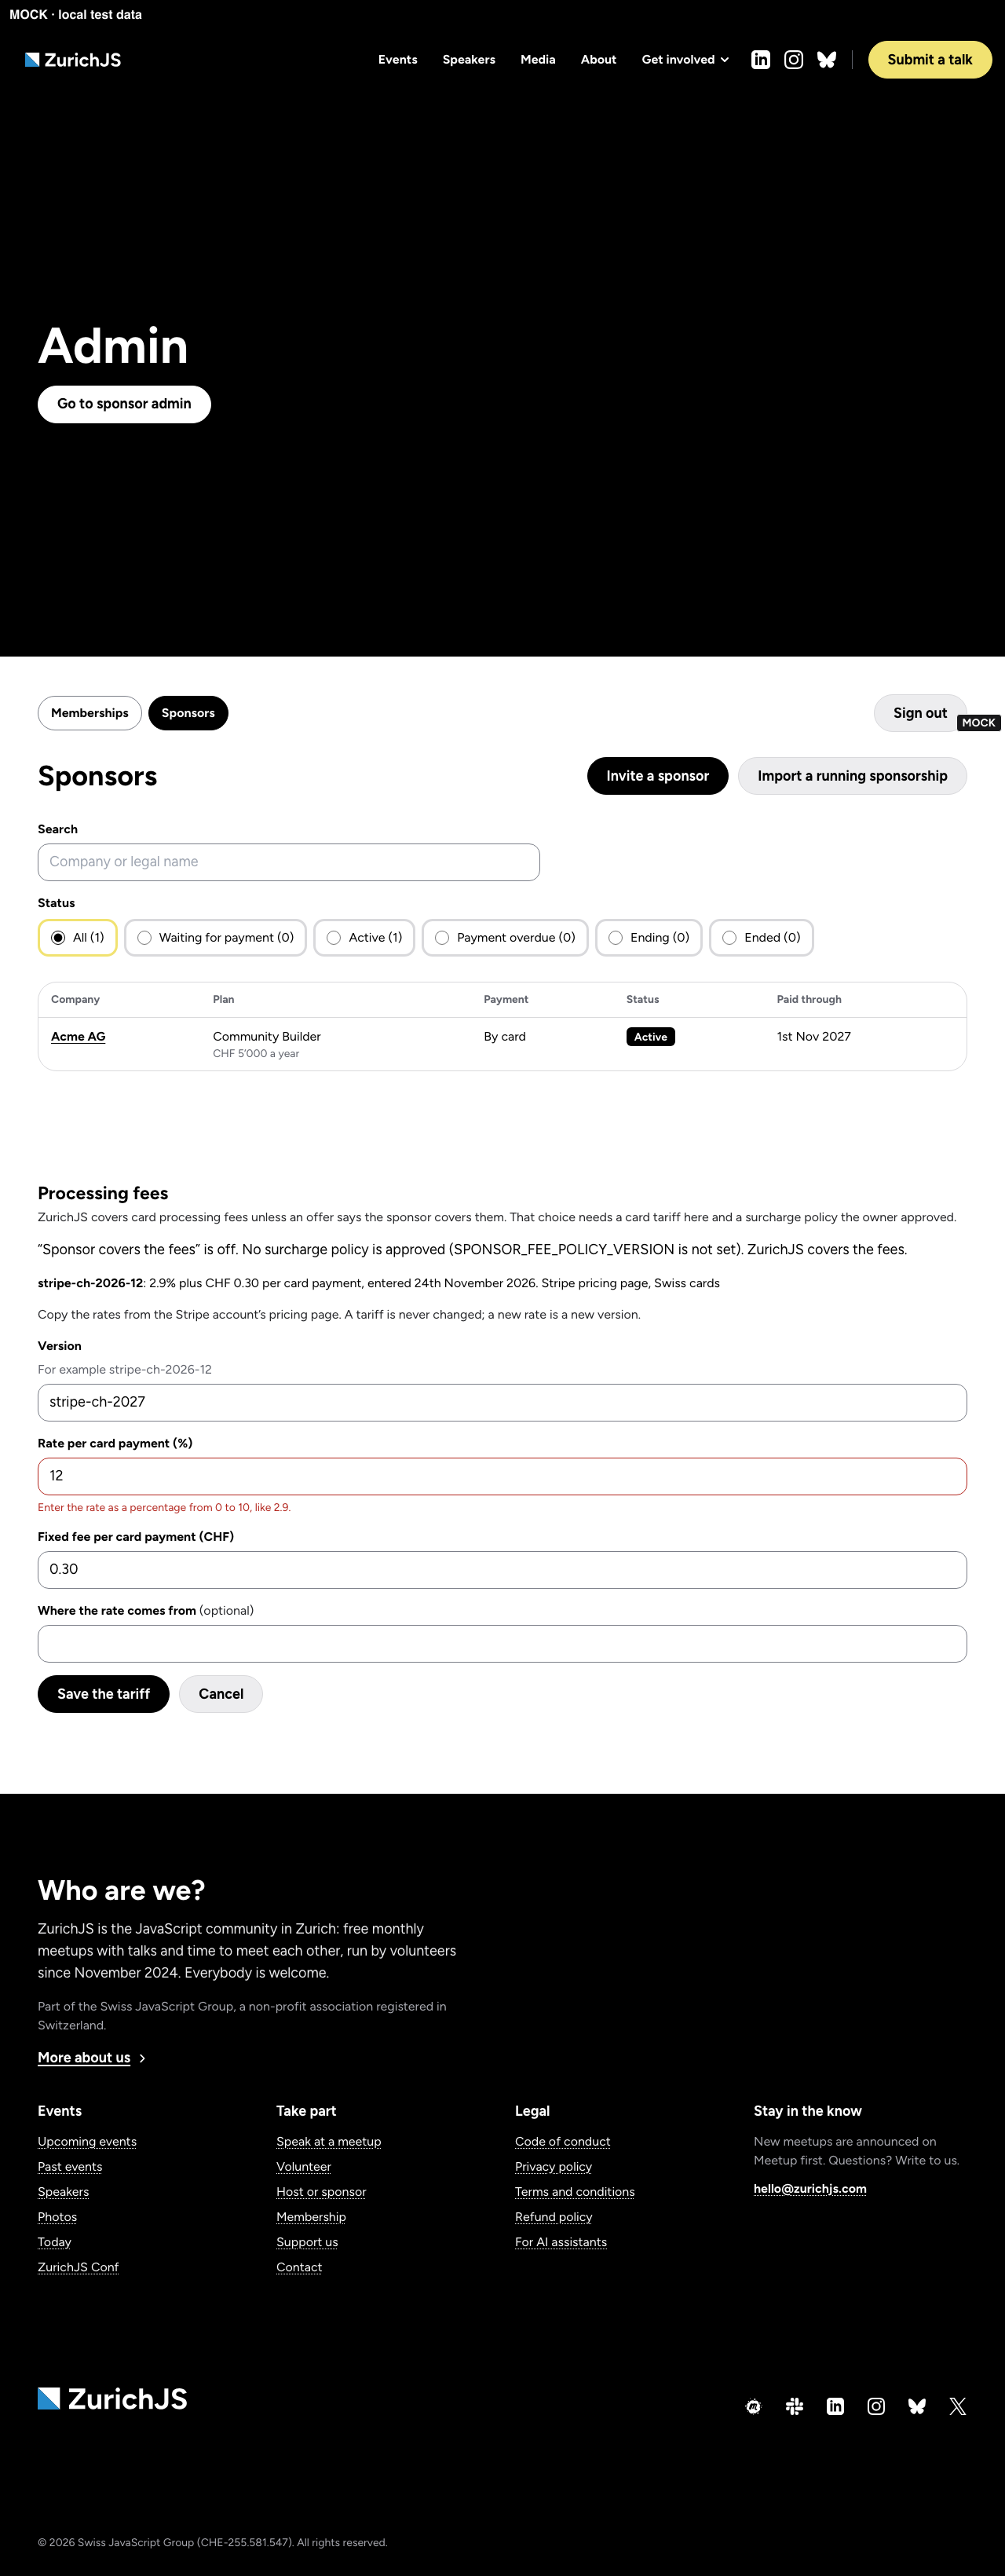 MOCK · local test data
ZurichJS
Events
Speakers
Media
About
Get involved
Submit a talk
Admin
Go to sponsor admin
Memberships
Sponsors
Sign out
MOCK
Sponsors
Invite a sponsor
Import a running sponsorship
Search
Company or legal name
Status
All (1)
Waiting for payment (0)
Active (1)
Payment overdue (0)
Ending (0)
Ended (0)
Company Plan Payment Status Paid through
Acme AG Community Builder By card Active 1st Nov 2027
CHF 5’000 a year
Processing fees
ZurichJS covers card processing fees unless an offer says the sponsor covers them. That choice needs a card tariff here and a surcharge policy the owner approved.
“Sponsor covers the fees” is off. No surcharge policy is approved (SPONSOR_FEE_POLICY_VERSION is not set). ZurichJS covers the fees.
stripe-ch-2026-12: 2.9% plus CHF 0.30 per card payment, entered 24th November 2026. Stripe pricing page, Swiss cards
Copy the rates from the Stripe account’s pricing page. A tariff is never changed; a new rate is a new version.
Version
For example stripe-ch-2026-12
stripe-ch-2027
Rate per card payment (%)
12
Enter the rate as a percentage from 0 to 10, like 2.9.
Fixed fee per card payment (CHF)
0.30
Where the rate comes from (optional)
Save the tariff
Cancel
Who are we?
ZurichJS is the JavaScript community in Zurich: free monthly
meetups with talks and time to meet each other, run by volunteers
since November 2024. Everybody is welcome.
Part of the Swiss JavaScript Group, a non-profit association registered in
Switzerland.
More about us
Events
Upcoming events
Past events
Speakers
Photos
Today
ZurichJS Conf
Take part
Speak at a meetup
Volunteer
Host or sponsor
Membership
Support us
Contact
Legal
Code of conduct
Privacy policy
Terms and conditions
Refund policy
For AI assistants
Stay in the know
New meetups are announced on
Meetup first. Questions? Write to us.
hello@zurichjs.com
ZurichJS
© 2026 Swiss JavaScript Group (CHE-255.581.547). All rights reserved.